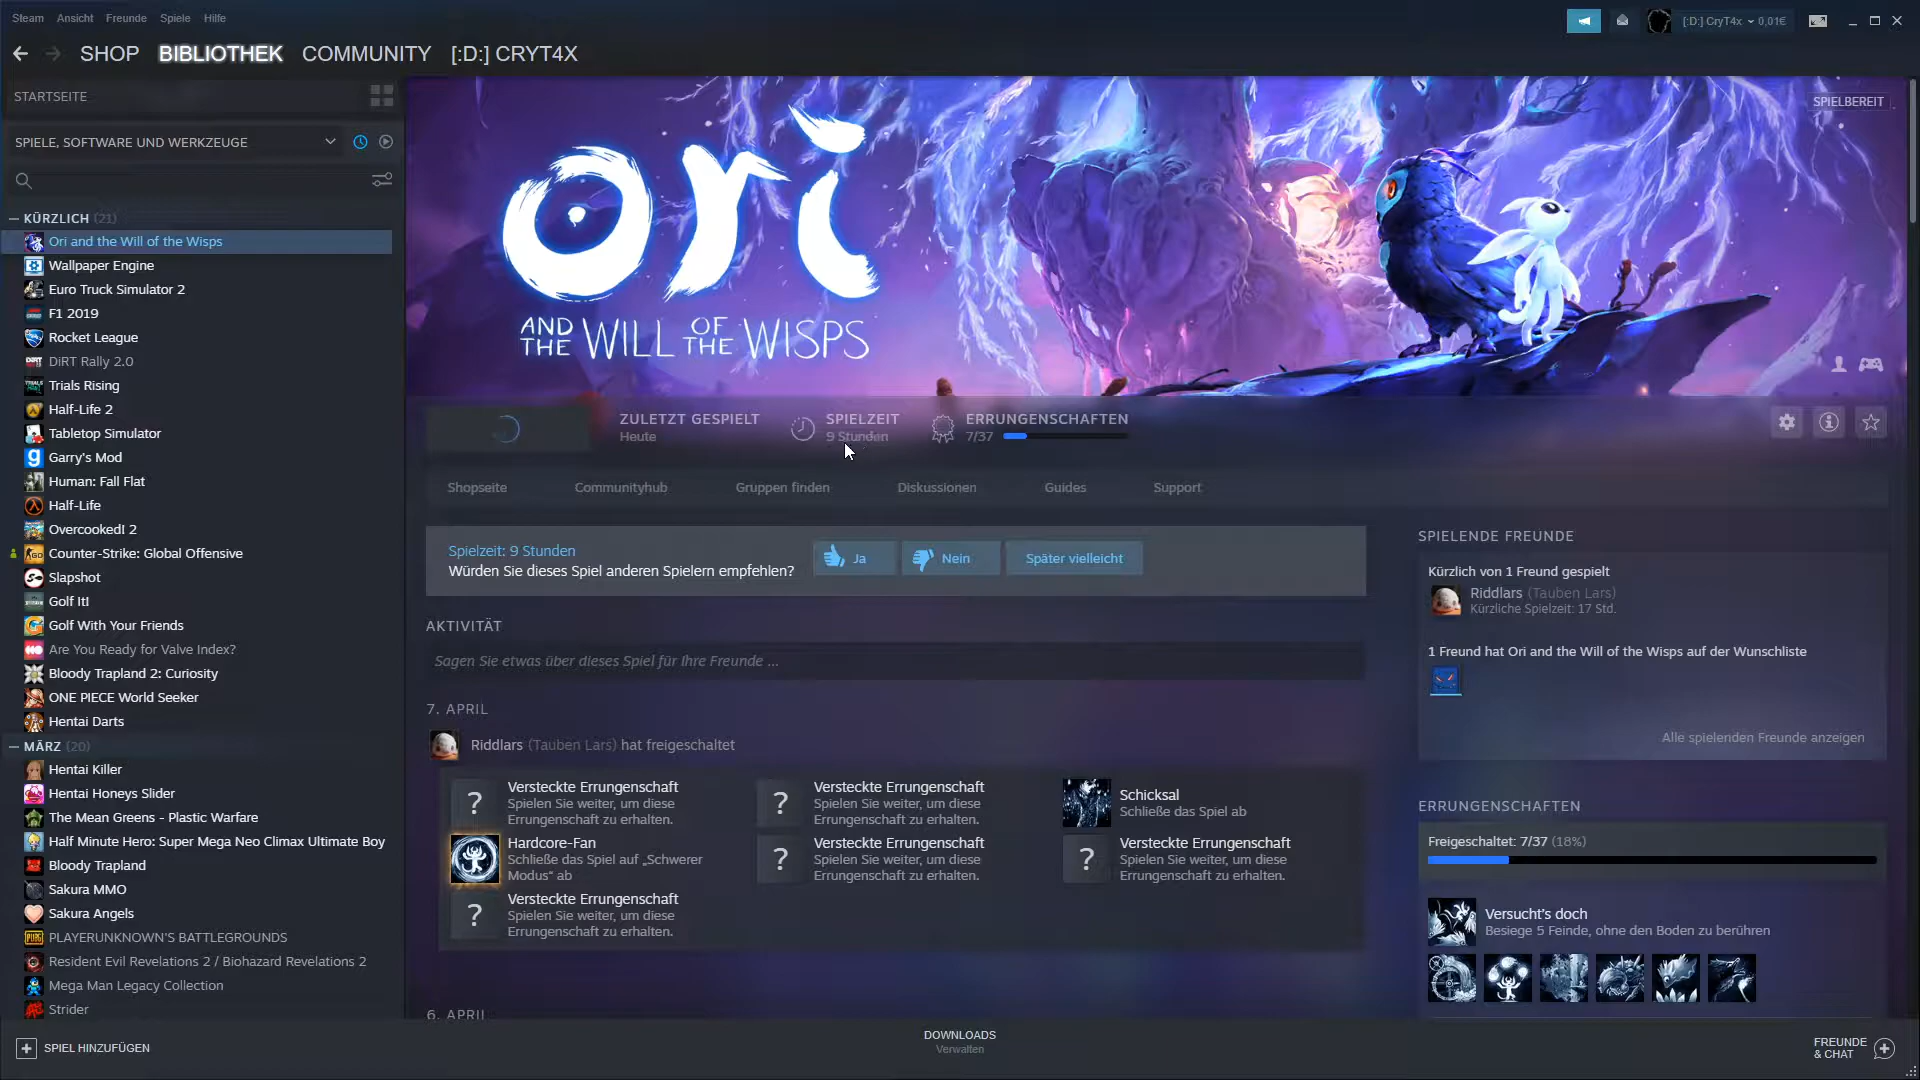 Steam Ansicht Freunde Spiele Hilfe
[:D:] CryT4x 0,01€
SHOP BIBLIOTHEK COMMUNITY [:D:] CRYT4X
STARTSEITE
SPIELE, SOFTWARE UND WERKZEUGE
— KÜRZLICH (21)
Ori and the Will of the Wisps
Wallpaper Engine
Euro Truck Simulator 2
F1 2019
Rocket League
DiRT Rally 2.0
Trials Rising
Half-Life 2
Tabletop Simulator
Garry's Mod
Human: Fall Flat
Half-Life
Overcooked! 2
Counter-Strike: Global Offensive
Slapshot
Golf It!
Golf With Your Friends
Are You Ready for Valve Index?
Bloody Trapland 2: Curiosity
ONE PIECE World Seeker
Hentai Darts
— MÄRZ (20)
Hentai Killer
Hentai Honeys Slider
The Mean Greens - Plastic Warfare
Half Minute Hero: Super Mega Neo Climax Ultimate Boy
Bloody Trapland
Sakura MMO
Sakura Angels
PLAYERUNKNOWN'S BATTLEGROUNDS
Resident Evil Revelations 2 / Biohazard Revelations 2
Mega Man Legacy Collection
Strider
SPIEL HINZUFÜGEN
SPIELBEREIT
ori
AND THE WILL OF THE WISPS
ZULETZT GESPIELT
Heute
SPIELZEIT
9 Stunden
ERRUNGENSCHAFTEN
7/37
Shopseite Communityhub Gruppen finden Diskussionen Guides Support
Spielzeit: 9 Stunden
Würden Sie dieses Spiel anderen Spielern empfehlen?
Ja Nein Später vielleicht
AKTIVITÄT
Sagen Sie etwas über dieses Spiel für Ihre Freunde ...
7. APRIL
Riddlars (Tauben Lars) hat freigeschaltet
Versteckte Errungenschaft
Spielen Sie weiter, um diese
Errungenschaft zu erhalten.
Versteckte Errungenschaft
Spielen Sie weiter, um diese
Errungenschaft zu erhalten.
Schicksal
Schließe das Spiel ab
Hardcore-Fan
Schließe das Spiel auf „Schwerer
Modus“ ab
Versteckte Errungenschaft
Spielen Sie weiter, um diese
Errungenschaft zu erhalten.
Versteckte Errungenschaft
Spielen Sie weiter, um diese
Errungenschaft zu erhalten.
Versteckte Errungenschaft
Spielen Sie weiter, um diese
Errungenschaft zu erhalten.
6. APRIL
SPIELENDE FREUNDE
Kürzlich von 1 Freund gespielt
Riddlars (Tauben Lars)
Kürzliche Spielzeit: 17 Std.
1 Freund hat Ori and the Will of the Wisps auf der Wunschliste
Alle spielenden Freunde anzeigen
ERRUNGENSCHAFTEN
Freigeschaltet: 7/37 (18%)
Versucht's doch
Besiege 5 Feinde, ohne den Boden zu berühren
DOWNLOADS
Verwalten
FREUNDE
& CHAT